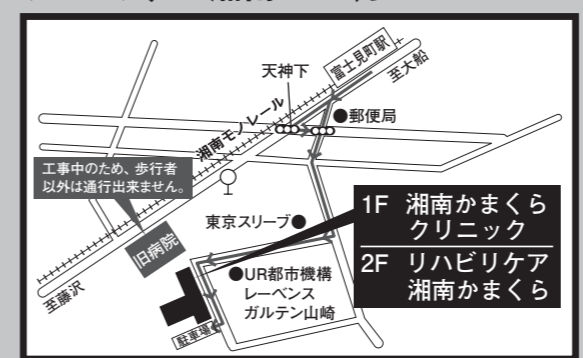 富士見町駅
至大船
天神下
●郵便局
湘南モノレール
工事中のため、歩行者
以外は通行出来ません。
旧病院
東京スリーブ●
1F 湘南かまくら
クリニック
2F リハビリケア
湘南かまくら
●UR都市機構
レーベンス
ガルテン山崎
至藤沢
駐車場